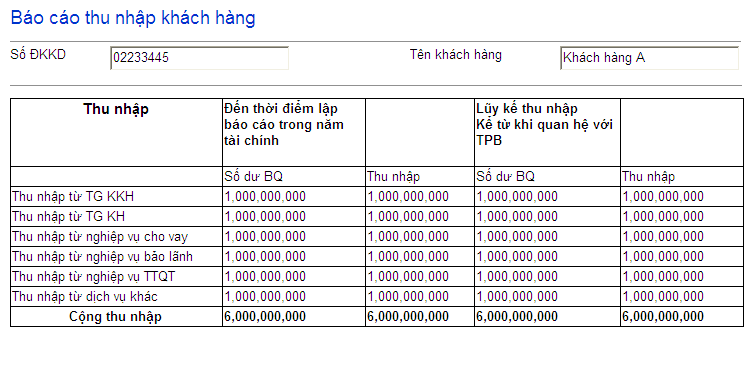 Báo cáo thu nhập khách hàng
Số ĐKKD 02233445 Tên khách hàng Khách hàng A
Thu nhập Đến thời điểm lập báo cáo trong năm tài chính Lũy kế thu nhập Kể từ khi quan hệ với TPB
Số dư BQ Thu nhập Số dư BQ Thu nhập
Thu nhập từ TG KKH 1,000,000,000 1,000,000,000 1,000,000,000 1,000,000,000
Thu nhập từ TG KH 1,000,000,000 1,000,000,000 1,000,000,000 1,000,000,000
Thu nhập từ nghiệp vụ cho vay 1,000,000,000 1,000,000,000 1,000,000,000 1,000,000,000
Thu nhập từ nghiệp vụ bảo lãnh 1,000,000,000 1,000,000,000 1,000,000,000 1,000,000,000
Thu nhập từ nghiệp vụ TTQT 1,000,000,000 1,000,000,000 1,000,000,000 1,000,000,000
Thu nhập từ dịch vụ khác 1,000,000,000 1,000,000,000 1,000,000,000 1,000,000,000
Cộng thu nhập 6,000,000,000 6,000,000,000 6,000,000,000 6,000,000,000